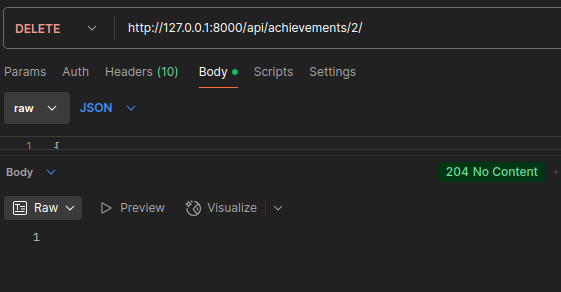 DELETE http://127.0.0.1:8000/api/achievements/2/
Params Auth Headers (10) Body Scripts Settings
raw JSON
1 {
Body 204 No Content
Raw Preview Visualize
1